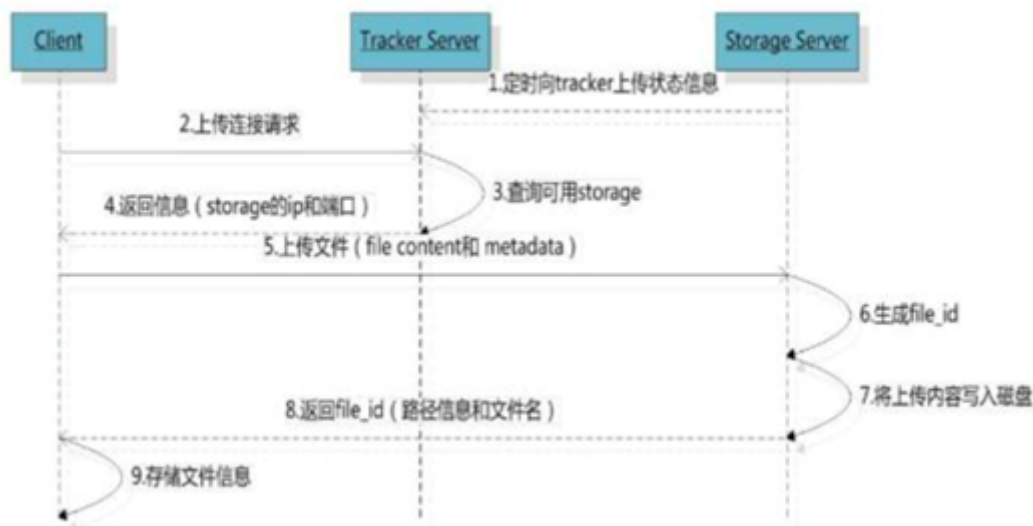 Client
Tracker Server
Storage Server
1.定时向tracker上传状态信息
2.上传连接请求
3.查询可用storage
4.返回信息（storage的ip和端口）
5.上传文件（file content和 metadata）
6.生成file_id
7.将上传内容写入磁盘
8.返回file_id（路径信息和文件名）
9.存储文件信息